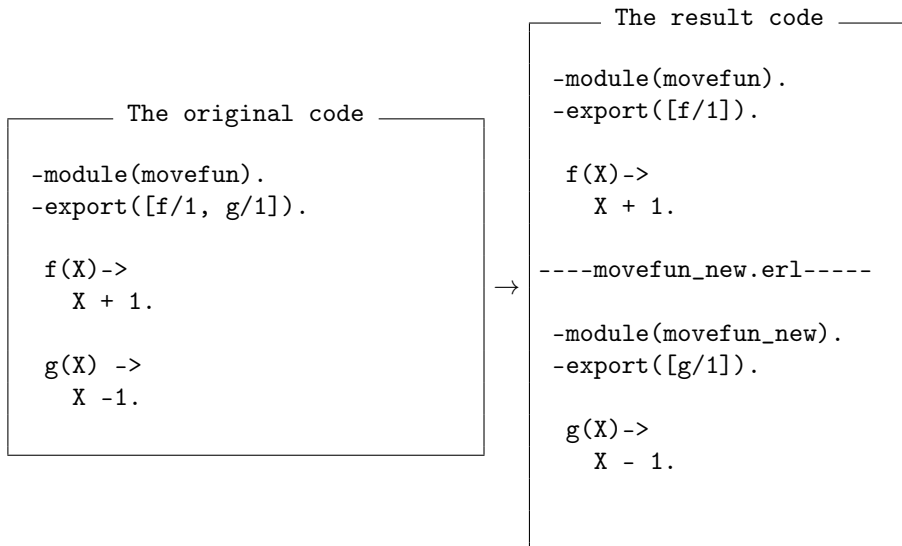 The original code
-module(movefun).
-export([f/1, g/1]).
f(X)->
X + 1.
g(X) ->
X -1.
→
The result code
-module(movefun).
-export([f/1]).
f(X)->
X + 1.
----movefun_new.erl-----
-module(movefun_new).
-export([g/1]).
g(X)->
X - 1.